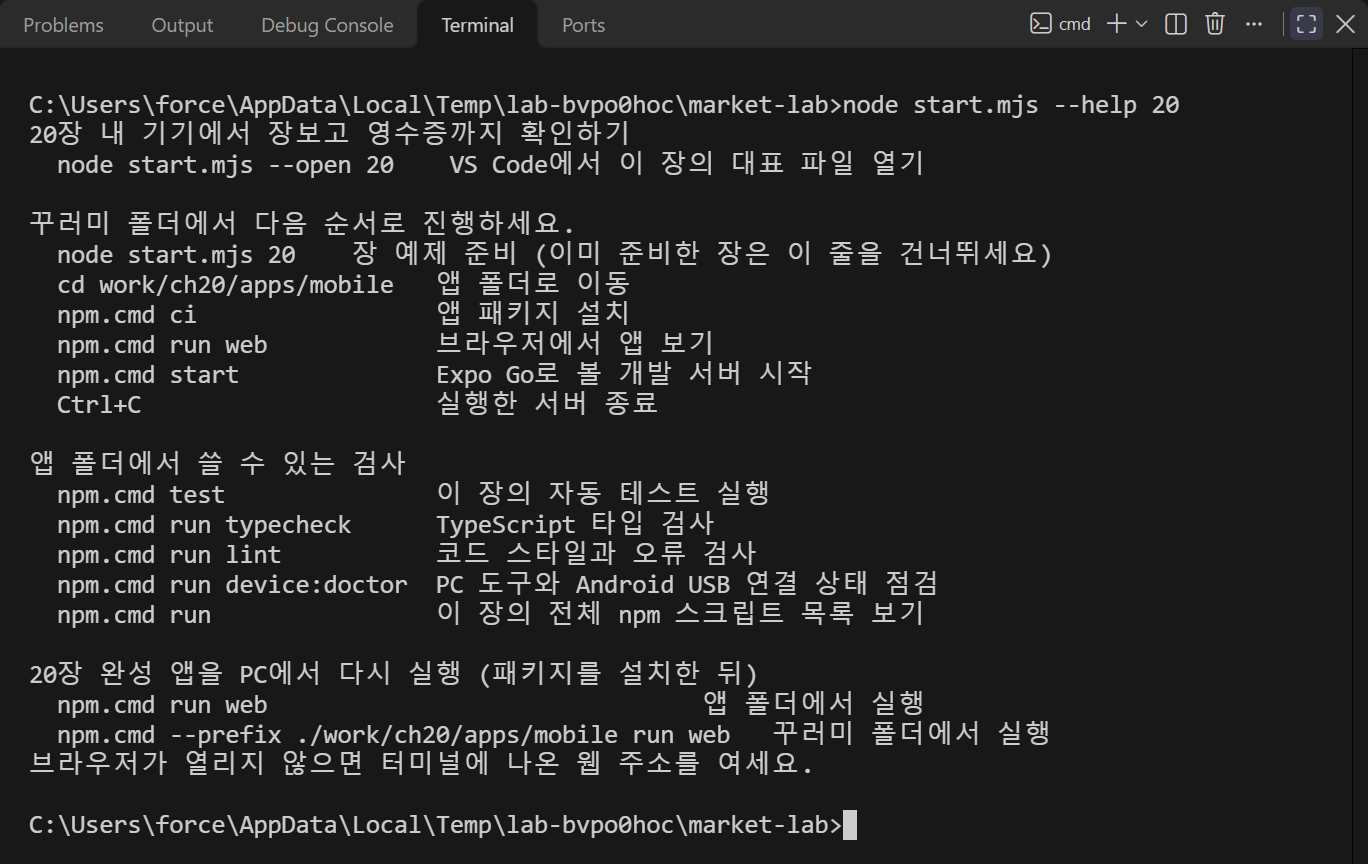 Problems Output Debug Console Terminal Ports cmd
C:\Users\force\AppData\Local\Temp\lab-bvpo0hoc\market-lab>node start.mjs --help 20
20장 내 기기에서 장보고 영수증까지 확인하기
node start.mjs --open 20 VS Code에서 이 장의 대표 파일 열기
꾸러미 폴더에서 다음 순서로 진행하세요.
node start.mjs 20 장 예제 준비 (이미 준비한 장은 이 줄을 건너뛰세요)
cd work/ch20/apps/mobile 앱 폴더로 이동
npm.cmd ci 앱 패키지 설치
npm.cmd run web 브라우저에서 앱 보기
npm.cmd start Expo Go로 볼 개발 서버 시작
Ctrl+C 실행한 서버 종료
앱 폴더에서 쓸 수 있는 검사
npm.cmd test 이 장의 자동 테스트 실행
npm.cmd run typecheck TypeScript 타입 검사
npm.cmd run lint 코드 스타일과 오류 검사
npm.cmd run device:doctor PC 도구와 Android USB 연결 상태 점검
npm.cmd run 이 장의 전체 npm 스크립트 목록 보기
20장 완성 앱을 PC에서 다시 실행 (패키지를 설치한 뒤)
npm.cmd run web 앱 폴더에서 실행
npm.cmd --prefix ./work/ch20/apps/mobile run web 꾸러미 폴더에서 실행
브라우저가 열리지 않으면 터미널에 나온 웹 주소를 여세요.
C:\Users\force\AppData\Local\Temp\lab-bvpo0hoc\market-lab>